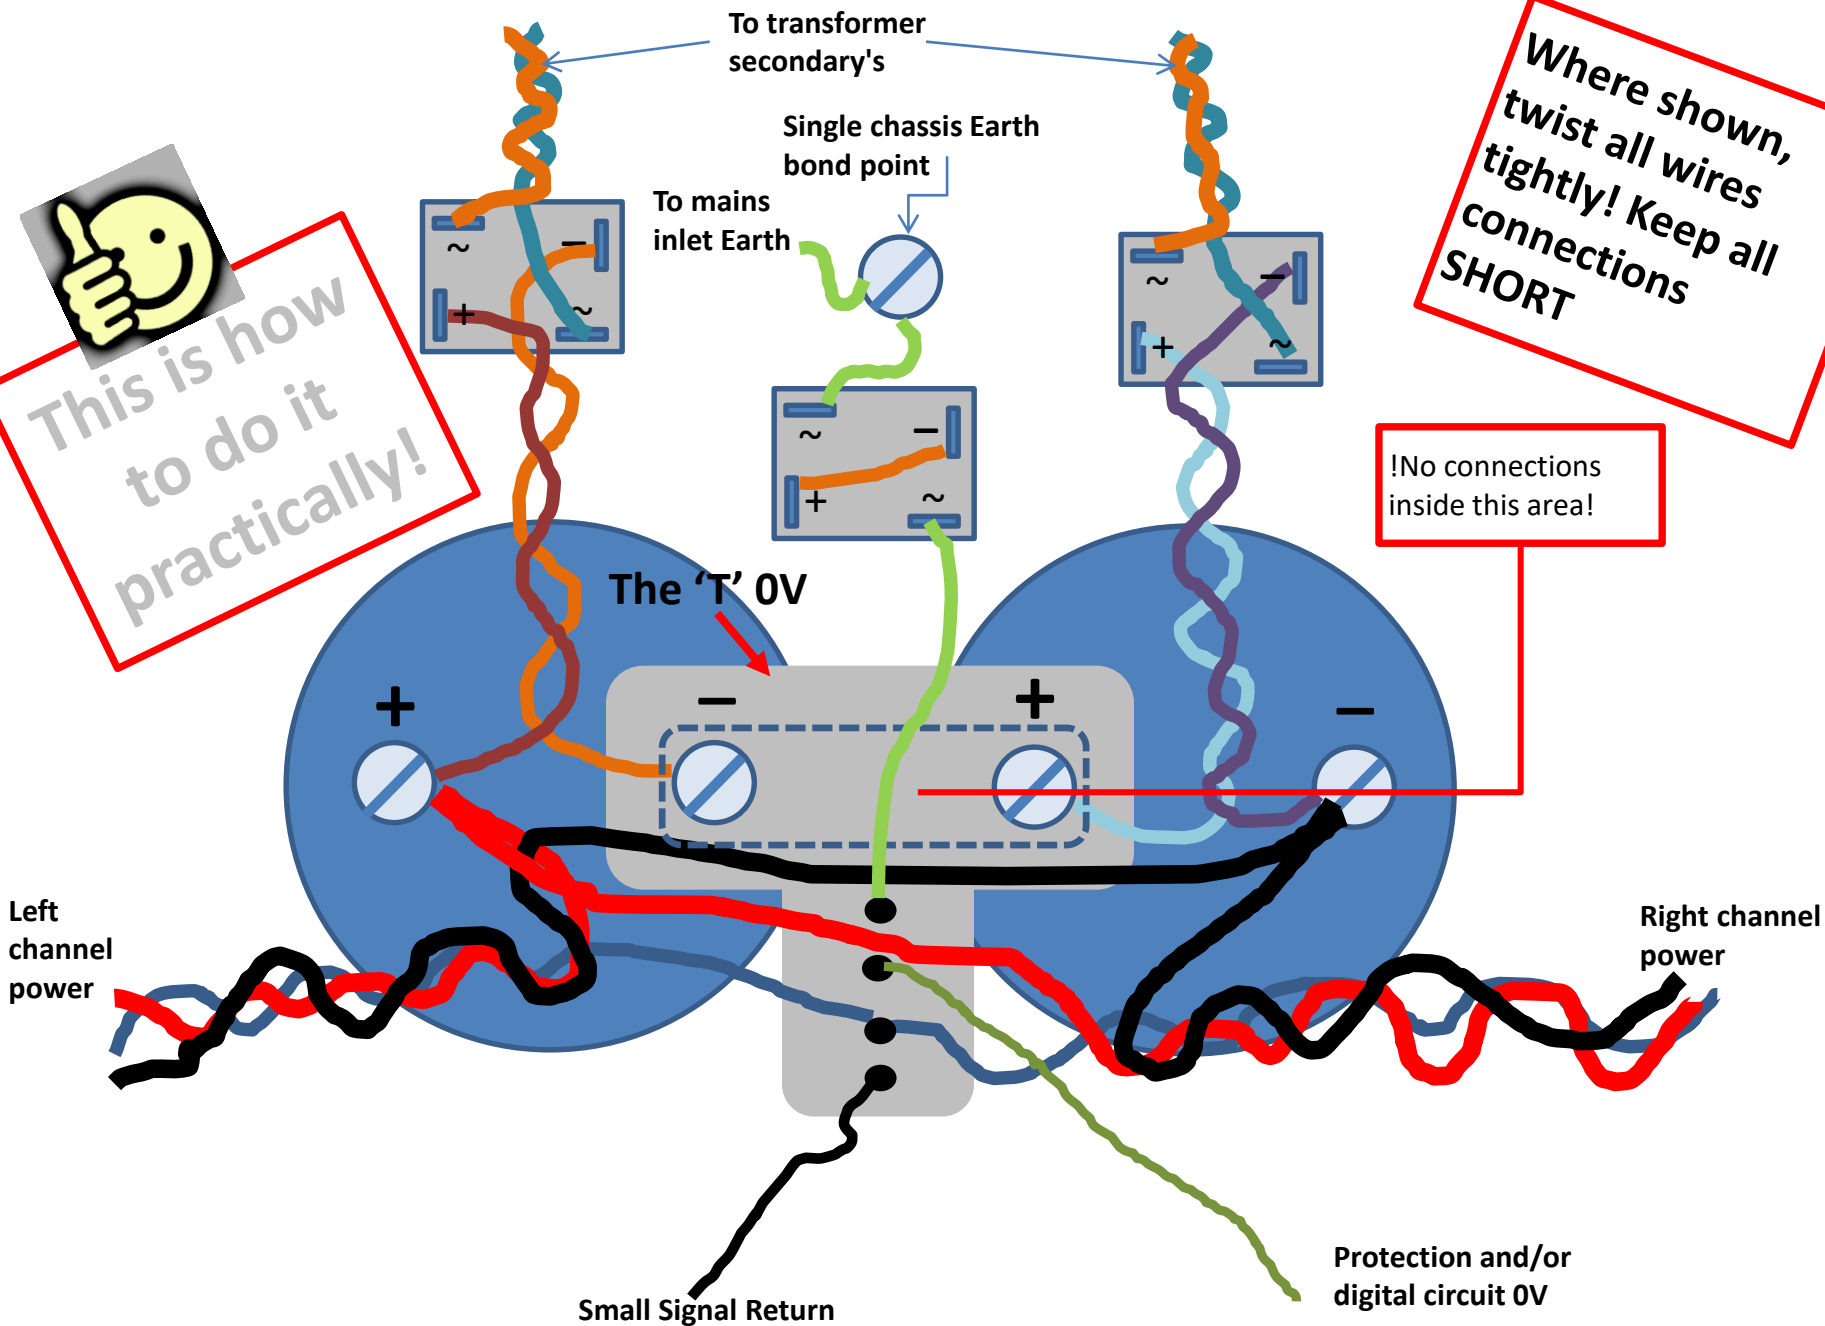 To transformer
secondary's
Single chassis Earth
bond point
To mains
inlet Earth
Where shown,
twist all wires
tightly! Keep all
connections
SHORT
This is how
to do it
practically!
~
−
+
~
~
−
+
~
~
−
+
~
!No connections
inside this area!
The ‘T’ 0V
+
−
+
−
Left
channel
power
Right channel
power
Protection and/or
digital circuit 0V
Small Signal Return